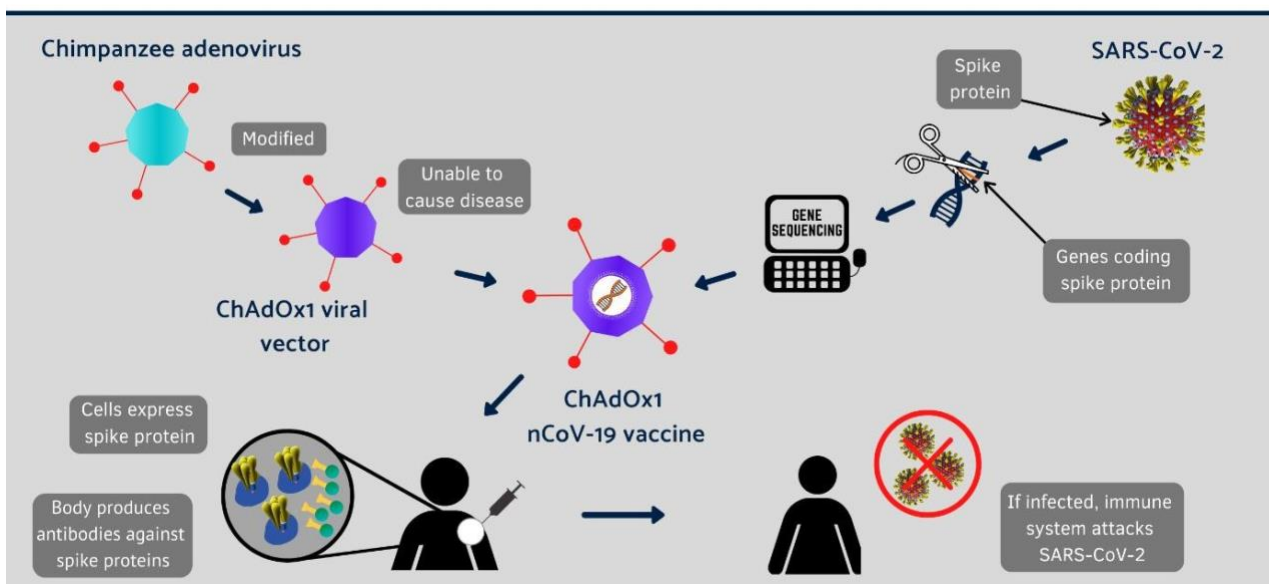 Chimpanzee adenovirus
SARS-CoV-2
Spike
protein
Modified
Unable to
cause disease
GENE
SEQUENCING
Genes coding
spike protein
ChAdOx1 viral
vector
ChAdOx1
nCoV-19 vaccine
Cells express
spike protein
Body produces
antibodies against
spike proteins
If infected, immune
system attacks
SARS-CoV-2